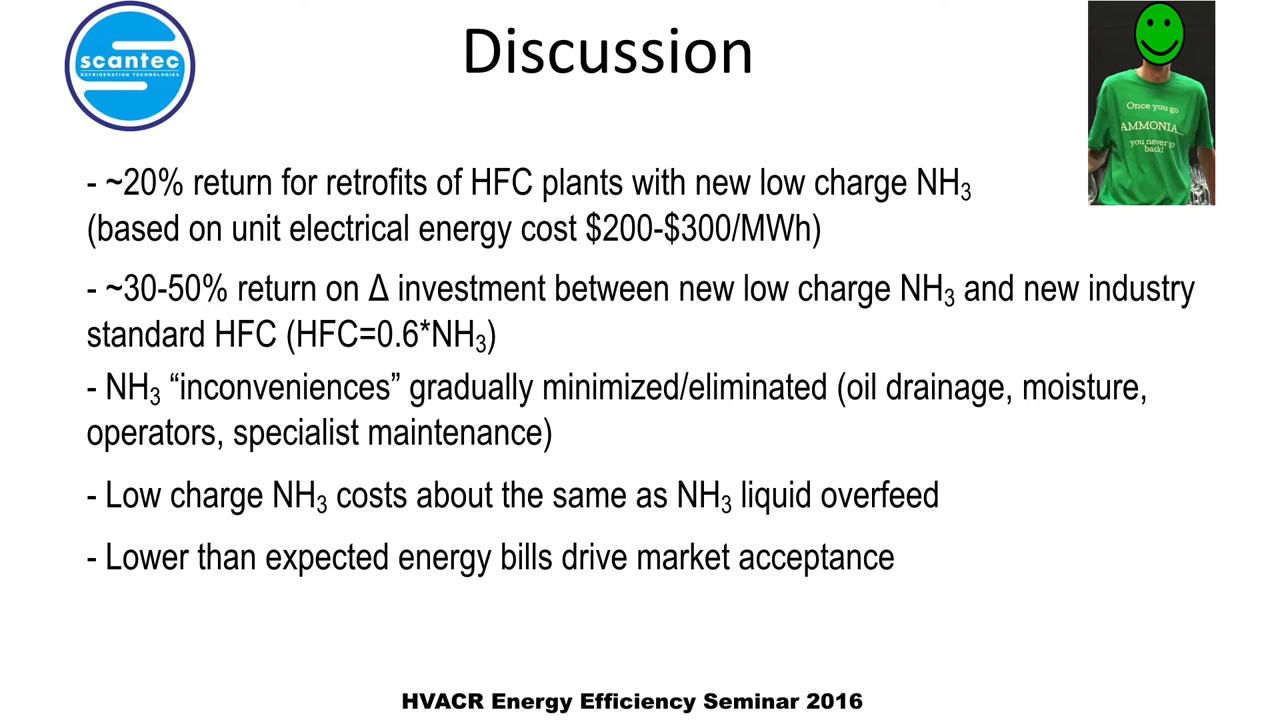 scantec
REFRIGERATION TECHNOLOGIES
Discussion
Once you go
AMMONIA...
you never go
back!
- ~20% return for retrofits of HFC plants with new low charge NH₃
(based on unit electrical energy cost $200-$300/MWh)
- ~30-50% return on Δ investment between new low charge NH₃ and new industry
standard HFC (HFC=0.6*NH₃)
- NH₃ “inconveniences” gradually minimized/eliminated (oil drainage, moisture,
operators, specialist maintenance)
- Low charge NH₃ costs about the same as NH₃ liquid overfeed
- Lower than expected energy bills drive market acceptance
HVACR Energy Efficiency Seminar 2016